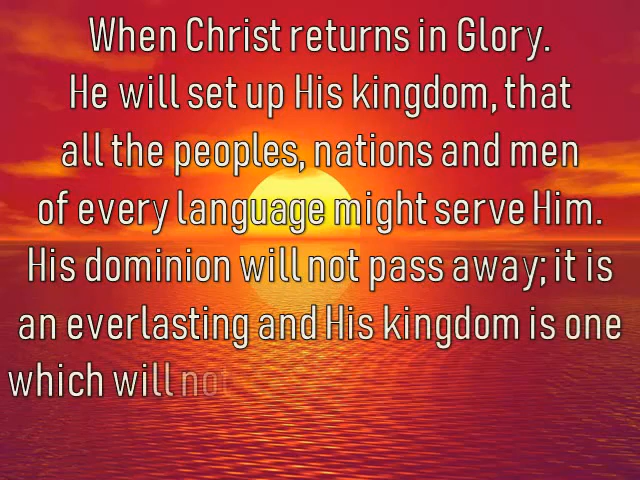 When Christ returns in Glory.
He will set up His kingdom, that
all the peoples, nations and men
of every language might serve Him.
His dominion will not pass away; it is
an everlasting and His kingdom is one
which will not